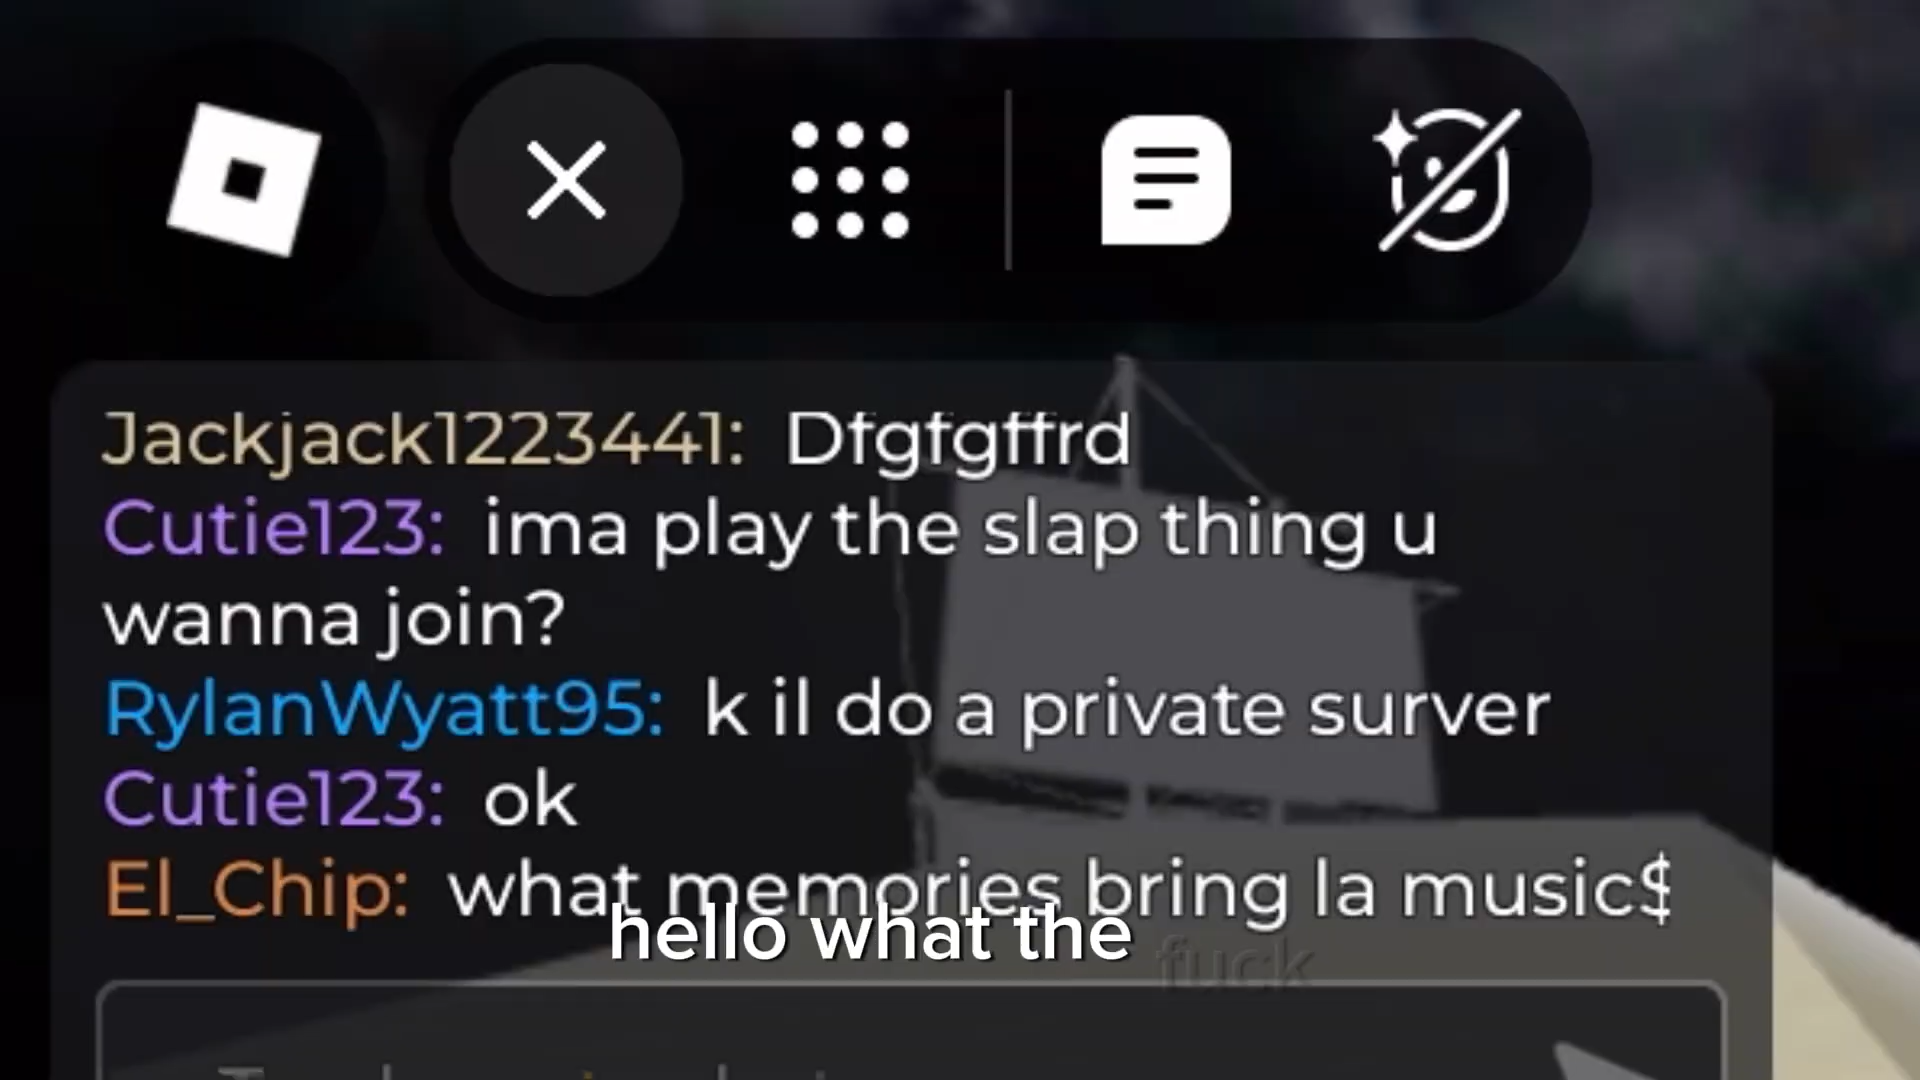 Jackjack1223441: Dfgfgffrd
Cutie123: ima play the slap thing u
wanna join?
RylanWyatt95: k il do a private surver
Cutie123: ok
El_Chip: what memories bring la music$
hello what the fuck